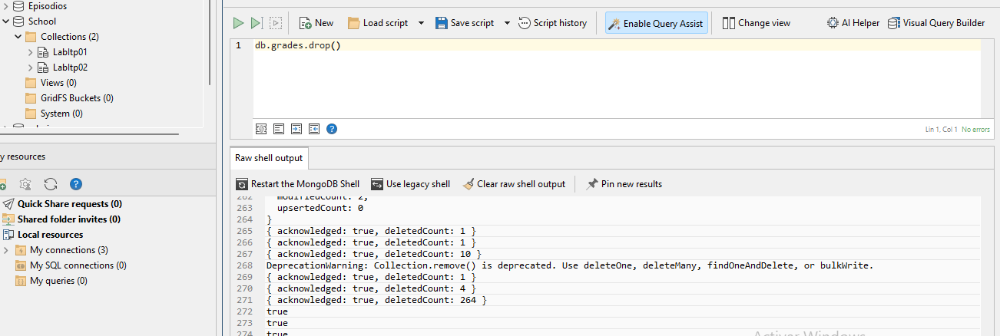 Episodios
School
Collections (2)
LabItp01
LabItp02
Views (0)
GridFS Buckets (0)
System (0)
y resources
Quick Share requests (0)
Shared folder invites (0)
Local resources
My connections (3)
My SQL connections (0)
My queries (0)
New Load script Save script Script history Enable Query Assist Change view AI Helper Visual Query Builder
1 db.grades.drop()
Lin 1, Col 1 No errors
Raw shell output
Restart the MongoDB Shell Use legacy shell Clear raw shell output Pin new results
262 modifiedCount: 2,
263 upsertedCount: 0
264 }
265 { acknowledged: true, deletedCount: 1 }
266 { acknowledged: true, deletedCount: 1 }
267 { acknowledged: true, deletedCount: 10 }
268 DeprecationWarning: Collection.remove() is deprecated. Use deleteOne, deleteMany, findOneAndDelete, or bulkWrite.
269 { acknowledged: true, deletedCount: 1 }
270 { acknowledged: true, deletedCount: 4 }
271 { acknowledged: true, deletedCount: 264 }
272 true
273 true
274 true
Activer Windows